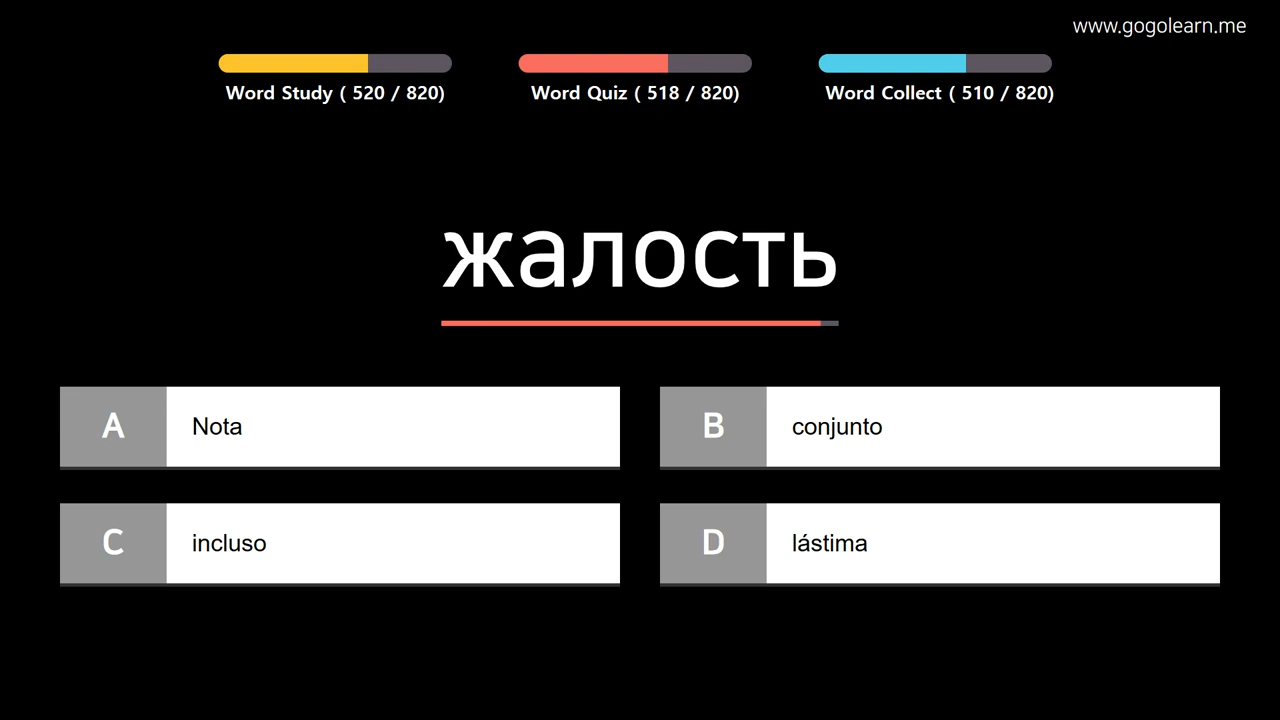 www.gogolearn.me
Word Study ( 520 / 820)
Word Quiz ( 518 / 820)
Word Collect ( 510 / 820)
жалость
A Nota
B conjunto
C incluso
D lástima